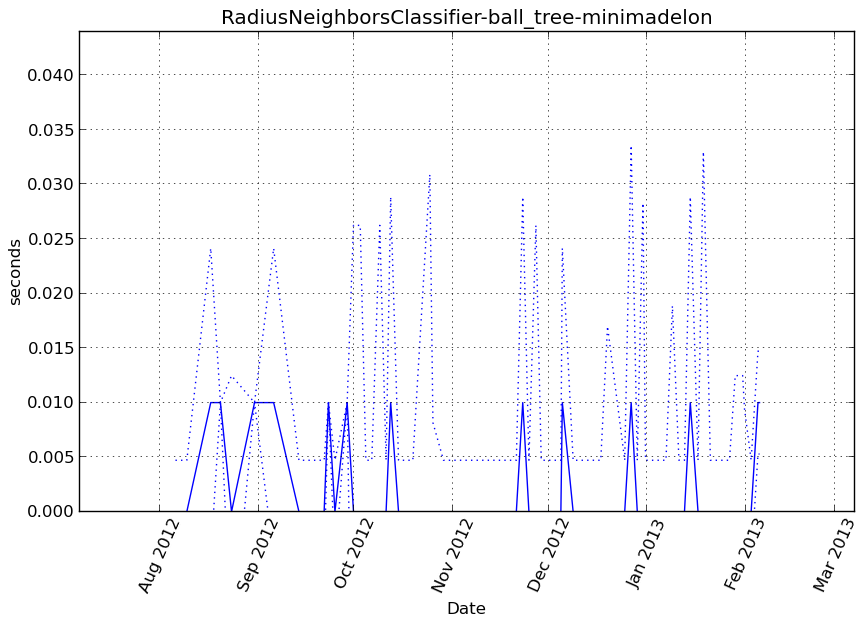 RadiusNeighborsClassifier-ball_tree-minimadelon
0.040
0.035
0.030
0.025
0.020
0.015
0.010
0.005
0.000
seconds
Aug 2012
Sep 2012
Oct 2012
Nov 2012
Dec 2012
Jan 2013
Feb 2013
Mar 2013
Date